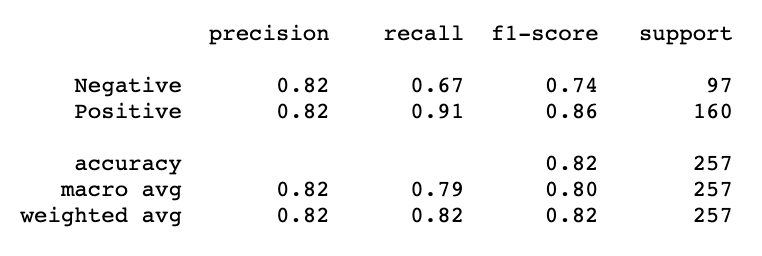 precision recall f1-score support
Negative 0.82 0.67 0.74 97
Positive 0.82 0.91 0.86 160
accuracy 0.82 257
macro avg 0.82 0.79 0.80 257
weighted avg 0.82 0.82 0.82 257